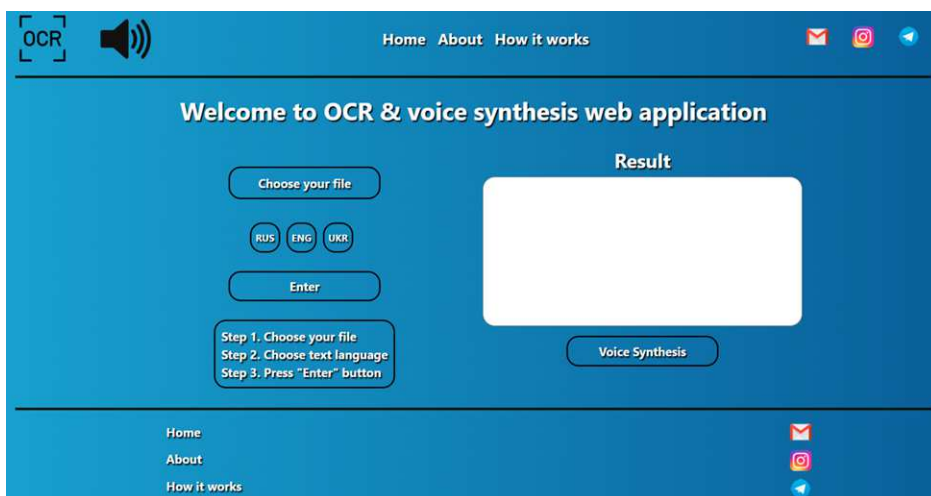 OCR
Home About How it works
Welcome to OCR & voice synthesis web application
Choose your file
RUS ENG UKR
Enter
Step 1. Choose your file
Step 2. Choose text language
Step 3. Press "Enter" button
Result
Voice Synthesis
Home
About
How it works